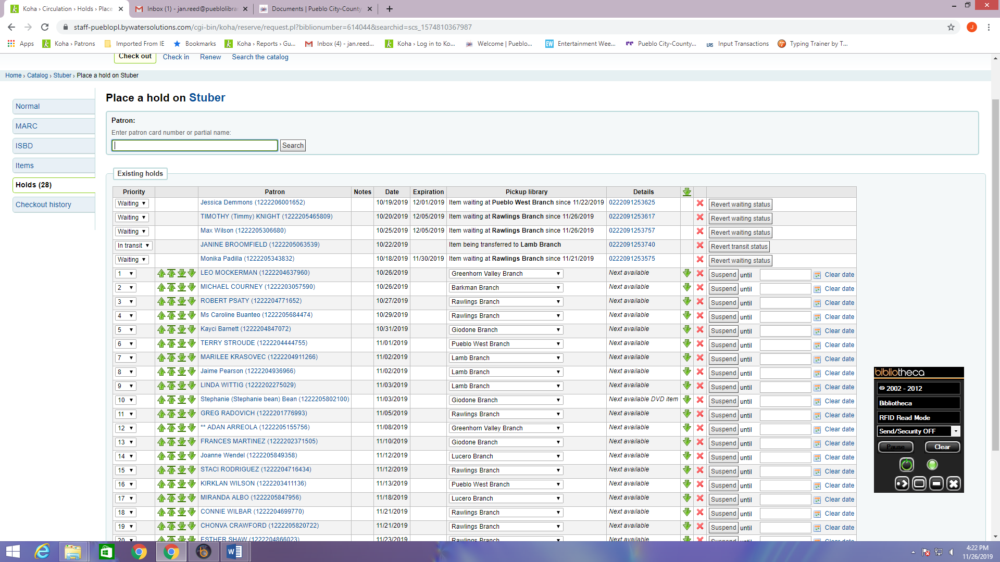 Koha › Circulation › Holds › Place
Inbox (1) - jan.reed@pueblolibra
Documents | Pueblo City-County
staff-pueblopl.bywatersolutions.com/cgi-bin/koha/reserve/request.pl?biblionumber=614044&searchid=scs_1574810367987
J
Apps Koha › Patrons Imported From IE Bookmarks Koha › Reports › Gu... Inbox (4) - jan.reed... Koha › Log in to Ko... Welcome | Pueblo... Entertainment Wee... Pueblo City-County... Input Transactions Typing Trainer by T...
Check out Check in Renew Search the catalog
Home › Catalog › Stuber › Place a hold on Stuber
Normal
MARC
ISBD
Items
Holds (28)
Checkout history
Place a hold on Stuber
Patron:
Enter patron card number or partial name:
Search
Existing holds
Priority Patron Notes Date Expiration Pickup library Details
Waiting Jessica Demmons (1222206001652) 10/19/2019 12/01/2019 Item waiting at Pueblo West Branch since 11/22/2019 0222091253625 Revert waiting status
Waiting TIMOTHY (Timmy) KNIGHT (1222205465809) 10/20/2019 12/05/2019 Item waiting at Rawlings Branch since 11/26/2019 0222091253617 Revert waiting status
Waiting Max Wilson (1222205306680) 10/25/2019 12/05/2019 Item waiting at Rawlings Branch since 11/26/2019 0222091253757 Revert waiting status
In transit JANINE BROOMFIELD (1222205063539) 10/22/2019 Item being transferred to Lamb Branch 0222091253740 Revert transit status
Waiting Monika Padilla (1222205343832) 10/18/2019 11/30/2019 Item waiting at Rawlings Branch since 11/21/2019 0222091253575 Revert waiting status
1 LEO MOCKERMAN (1222204637960) 10/26/2019 Greenhorn Valley Branch Next available Suspend until Clear date
2 MICHAEL COURNEY (1222203057590) 10/26/2019 Barkman Branch Next available Suspend until Clear date
3 ROBERT PSATY (1222204771652) 10/27/2019 Rawlings Branch Next available Suspend until Clear date
4 Ms Caroline Buanteo (1222205684474) 10/29/2019 Rawlings Branch Next available Suspend until Clear date
5 Kayci Barnett (1222204847072) 10/31/2019 Giodone Branch Next available Suspend until Clear date
6 TERRY STROUDE (1222204444755) 11/01/2019 Pueblo West Branch Next available Suspend until Clear date
7 MARILEE KRASOVEC (1222204911266) 11/02/2019 Lamb Branch Next available Suspend until Clear date
8 Jaime Pearson (1222204936966) 11/02/2019 Lamb Branch Next available Suspend until Clear date
9 LINDA WITTIG (1222202275029) 11/03/2019 Lamb Branch Next available Suspend until Clear date
10 Stephanie (Stephanie bean) Bean (1222205802100) 11/03/2019 Giodone Branch Next available DVD item Suspend until Clear date
11 GREG RADOVICH (1222201776993) 11/05/2019 Rawlings Branch Next available Suspend until Clear date
12 ** ADAN ARREOLA (1222205155756) 11/08/2019 Greenhorn Valley Branch Next available Suspend until Clear date
13 FRANCES MARTINEZ (1222202371505) 11/10/2019 Giodone Branch Next available Suspend until Clear date
14 Joanne Wendel (1222205849358) 11/12/2019 Lucero Branch Next available Suspend until Clear date
15 STACI RODRIGUEZ (1222204716434) 11/12/2019 Rawlings Branch Next available Suspend until Clear date
16 KIRKLAN WILSON (1222203411136) 11/13/2019 Pueblo West Branch Next available Suspend until Clear date
17 MIRANDA ALBO (1222205847956) 11/18/2019 Lucero Branch Next available Suspend until Clear date
18 CONNIE WILBAR (1222204699770) 11/21/2019 Rawlings Branch Next available Suspend until Clear date
19 CHONVA CRAWFORD (1222205820722) 11/21/2019 Rawlings Branch Next available Suspend until Clear date
20 ESTHER SHAW (1222204866023) 11/23/2019 Rawlings Branch Next available Suspend until Clear date
bibliotheca
© 2002 - 2012
Bibliotheca
RFID Read Mode
Send/Security OFF
Pause Clear
4:22 PM
11/26/2019